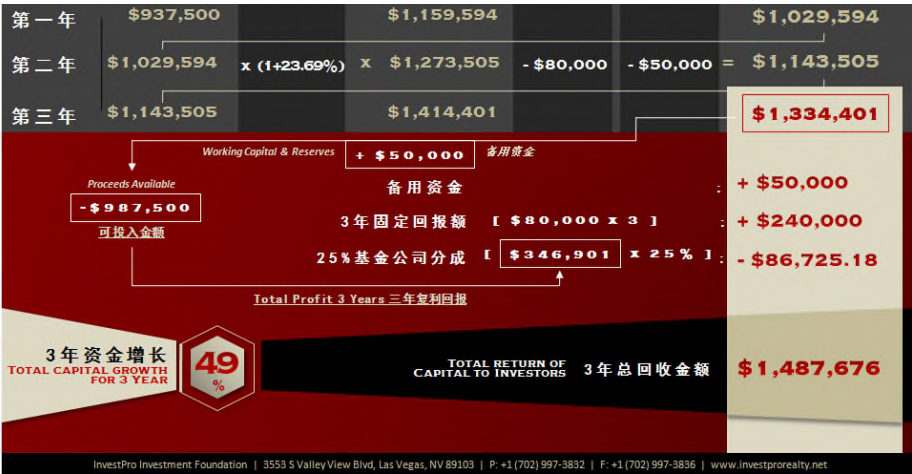 第一年 $937,500 $1,159,594 $1,029,594
第二年 $1,029,594 x (1+23.69%) x $1,273,505 - $80,000 - $50,000 = $1,143,505
第三年 $1,143,505 $1,414,401 $1,334,401
Working Capital & Reserves + $50,000 备用资金
Proceeds Available
-$987,500
可投入金额
备用资金 : + $50,000
3年固定回报额 [ $80,000 x 3 ] : + $240,000
25%基金公司分成 [ $346,901 x 25% ] : - $86,725.18
Total Profit 3 Years 三年复利回报
3年资金增长
TOTAL CAPITAL GROWTH
FOR 3 YEAR
49
%
TOTAL RETURN OF
CAPITAL TO INVESTORS 3年总回收金额 $1,487,676
InvestPro Investment Foundation | 3553 S Valley View Blvd, Las Vegas, NV 89103 | P: +1 (702) 997-3832 | F: +1 (702) 997-3836 | www.investprorealty.net